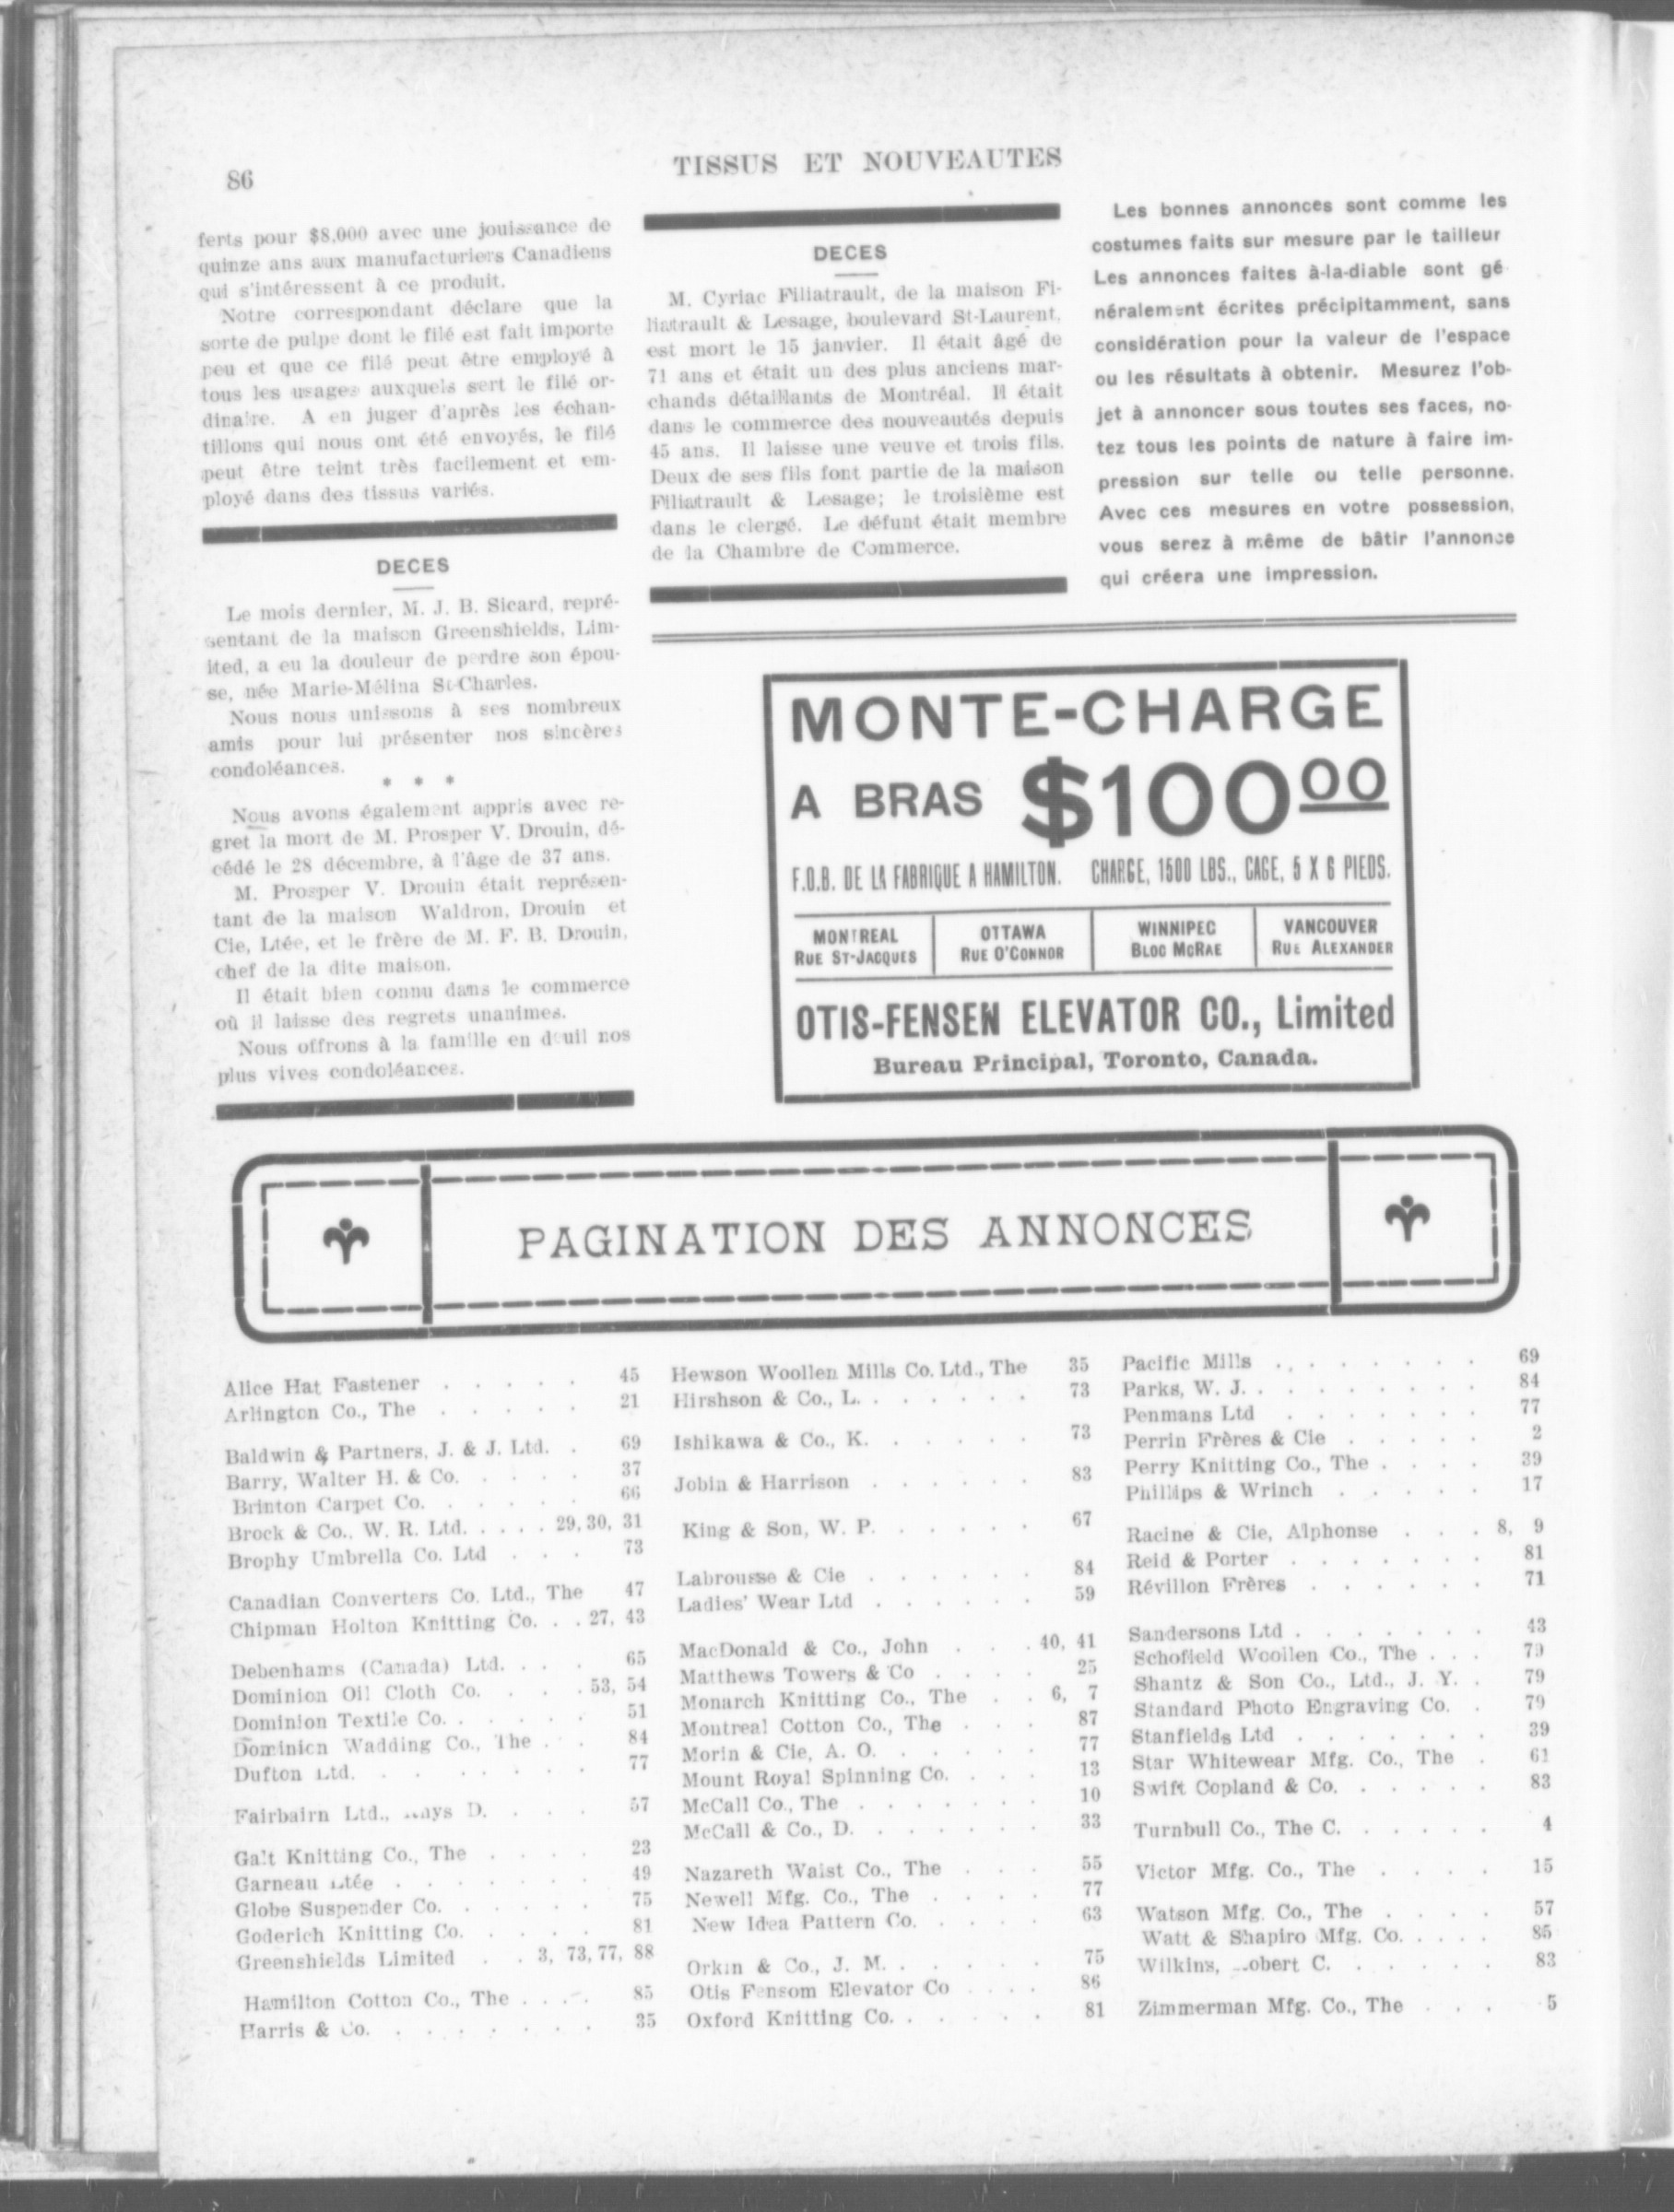 86
TISSUS ET NOUVEAUTES
ferts pour $8,000 avec une jouissance de
quinze ans aux manufacturiers Canadiens
qui s'intéressent à ce produit.
Notre correspondant déclare que la
sorte de pulpe dont le filé est fait importe
peu et que ce filé peut être employé à
tous les usages auxquels sert le filé or-
dinaire. A en juger d'après les échan-
tillons qui nous ont été envoyés, le filé
peut être teint très facilement et em-
ployé dans des tissus variés.
DECES
Le mois dernier, M. J. B. Sicard, repré-
sentant de la maison Greenshields, Lim-
ited, a eu la douleur de perdre son épou-
se, née Marie-Mélina St-Charles.
Nous nous unissons à ses nombreux
amis pour lui présenter nos sincères
condoléances.
* * *
Nous avons également appris avec re-
gret la mort de M. Prosper V. Drouin, dé-
cédé le 28 décembre, à l'âge de 37 ans.
M. Prosper V. Drouin était représen-
tant de la maison Waldron, Drouin et
Cie, Ltée, et le frère de M. F. B. Drouin,
chef de la dite maison.
Il était bien connu dans le commerce
où il laisse des regrets unanimes.
Nous offrons à la famille en deuil nos
plus vives condoléances.
DECES
M. Cyriac Filiatrault, de la maison Fi-
liatrault & Lesage, boulevard St-Laurent,
est mort le 15 janvier. Il était âgé de
71 ans et était un des plus anciens mar-
chands détaillants de Montréal. Il était
dans le commerce des nouveautés depuis
45 ans. Il laisse une veuve et trois fils.
Deux de ses fils font partie de la maison
Filiatrault & Lesage; le troisième est
dans le clergé. Le défunt était membre
de la Chambre de Commerce.
Les bonnes annonces sont comme les
costumes faits sur mesure par le tailleur
Les annonces faites à-la-diable sont gé-
néralement écrites précipitamment, sans
considération pour la valeur de l'espace
ou les résultats à obtenir. Mesurez l'ob-
jet à annoncer sous toutes ses faces, no-
tez tous les points de nature à faire im-
pression sur telle ou telle personne.
Avec ces mesures en votre possession,
vous serez à même de bâtir l'annonce
qui créera une impression.
MONTE-CHARGE
A BRAS $100 00
F.O.B. DE LA FABRIQUE A HAMILTON. CHARGE, 1500 LBS., CAGE, 5 X 6 PIEDS.
MONTREAL
RUE ST-JACQUES
OTTAWA
RUE O'CONNOR
WINNIPEG
BLOC MCRAE
VANCOUVER
RUE ALEXANDER
OTIS-FENSEN ELEVATOR CO., Limited
Bureau Principal, Toronto, Canada.
PAGINATION DES ANNONCES
Alice Hat Fastener . . . . . 45
Arlington Co., The . . . . . 21
Baldwin & Partners, J. & J. Ltd. . 69
Barry, Walter H. & Co. . . . . 37
Brinton Carpet Co. . . . . . 66
Brock & Co., W. R. Ltd. . . . . 29, 30, 31
Brophy Umbrella Co. Ltd . . . 73
Canadian Converters Co. Ltd., The 47
Chipman Holton Knitting Co. . . 27, 43
Debenhams (Canada) Ltd. . . . 65
Dominion Oil Cloth Co. . . . 53, 54
Dominion Textile Co. . . . . . 51
Dominion Wadding Co., The . . . 84
Dufton Ltd. . . . . . . . 77
Fairbairn Ltd., D. . . . 57
Galt Knitting Co., The . . . . 23
Garneau Ltée . . . . . . . 49
Globe Suspender Co. . . . . . 75
Goderich Knitting Co. . . . . 81
Greenshields Limited . . 3, 73, 77, 88
Hamilton Cotton Co., The . . . . 85
Harris & Co. . . . . . . . 35
Hewson Woollen Mills Co. Ltd., The 35
Hirshson & Co., L. . . . . . . 73
Ishikawa & Co., K. . . . . . 73
Jobin & Harrison . . . . . . 83
King & Son, W. P. . . . . . 67
Labrousse & Cie . . . . . . 84
Ladies' Wear Ltd . . . . . . 59
MacDonald & Co., John . . . 40, 41
Matthews Towers & Co . . . . 25
Monarch Knitting Co., The . . 6, 7
Montreal Cotton Co., The . . . 87
Morin & Cie, A. O. . . . . . 77
Mount Royal Spinning Co. . . . 13
McCall Co., The . . . . . . . 10
McCall & Co., D. . . . . . . 33
Nazareth Waist Co., The . . . 55
Newell Mfg. Co., The . . . . 77
New Idea Pattern Co. . . . . 63
Orkin & Co., J. M. . . . . . 75
Otis Fensom Elevator Co . . . . 86
Oxford Knitting Co. . . . . . 81
Pacific Mills . . . . . . . 69
Parks, W. J. . . . . . . . . 84
Penmans Ltd . . . . . . . 77
Perrin Frères & Cie . . . . . 2
Perry Knitting Co., The . . . . 39
Phillips & Wrinch . . . . . 17
Racine & Cie, Alphonse . . . 8, 9
Reid & Porter . . . . . . . 81
Révillon Frères . . . . . . 71
Sandersons Ltd . . . . . . . 43
Schofield Woollen Co., The . . . 79
Shantz & Son Co., Ltd., J. Y. . 79
Standard Photo Engraving Co. . 79
Stanfields Ltd . . . . . . . 39
Star Whitewear Mfg. Co., The . 61
Swift Copland & Co. . . . . . 83
Turnbull Co., The C. . . . . . 4
Victor Mfg. Co., The . . . . 15
Watson Mfg. Co., The . . . . 57
Watt & Shapiro Mfg. Co. . . . . 85
Wilkins, C. . . . . . 83
Zimmerman Mfg. Co., The . . . 5